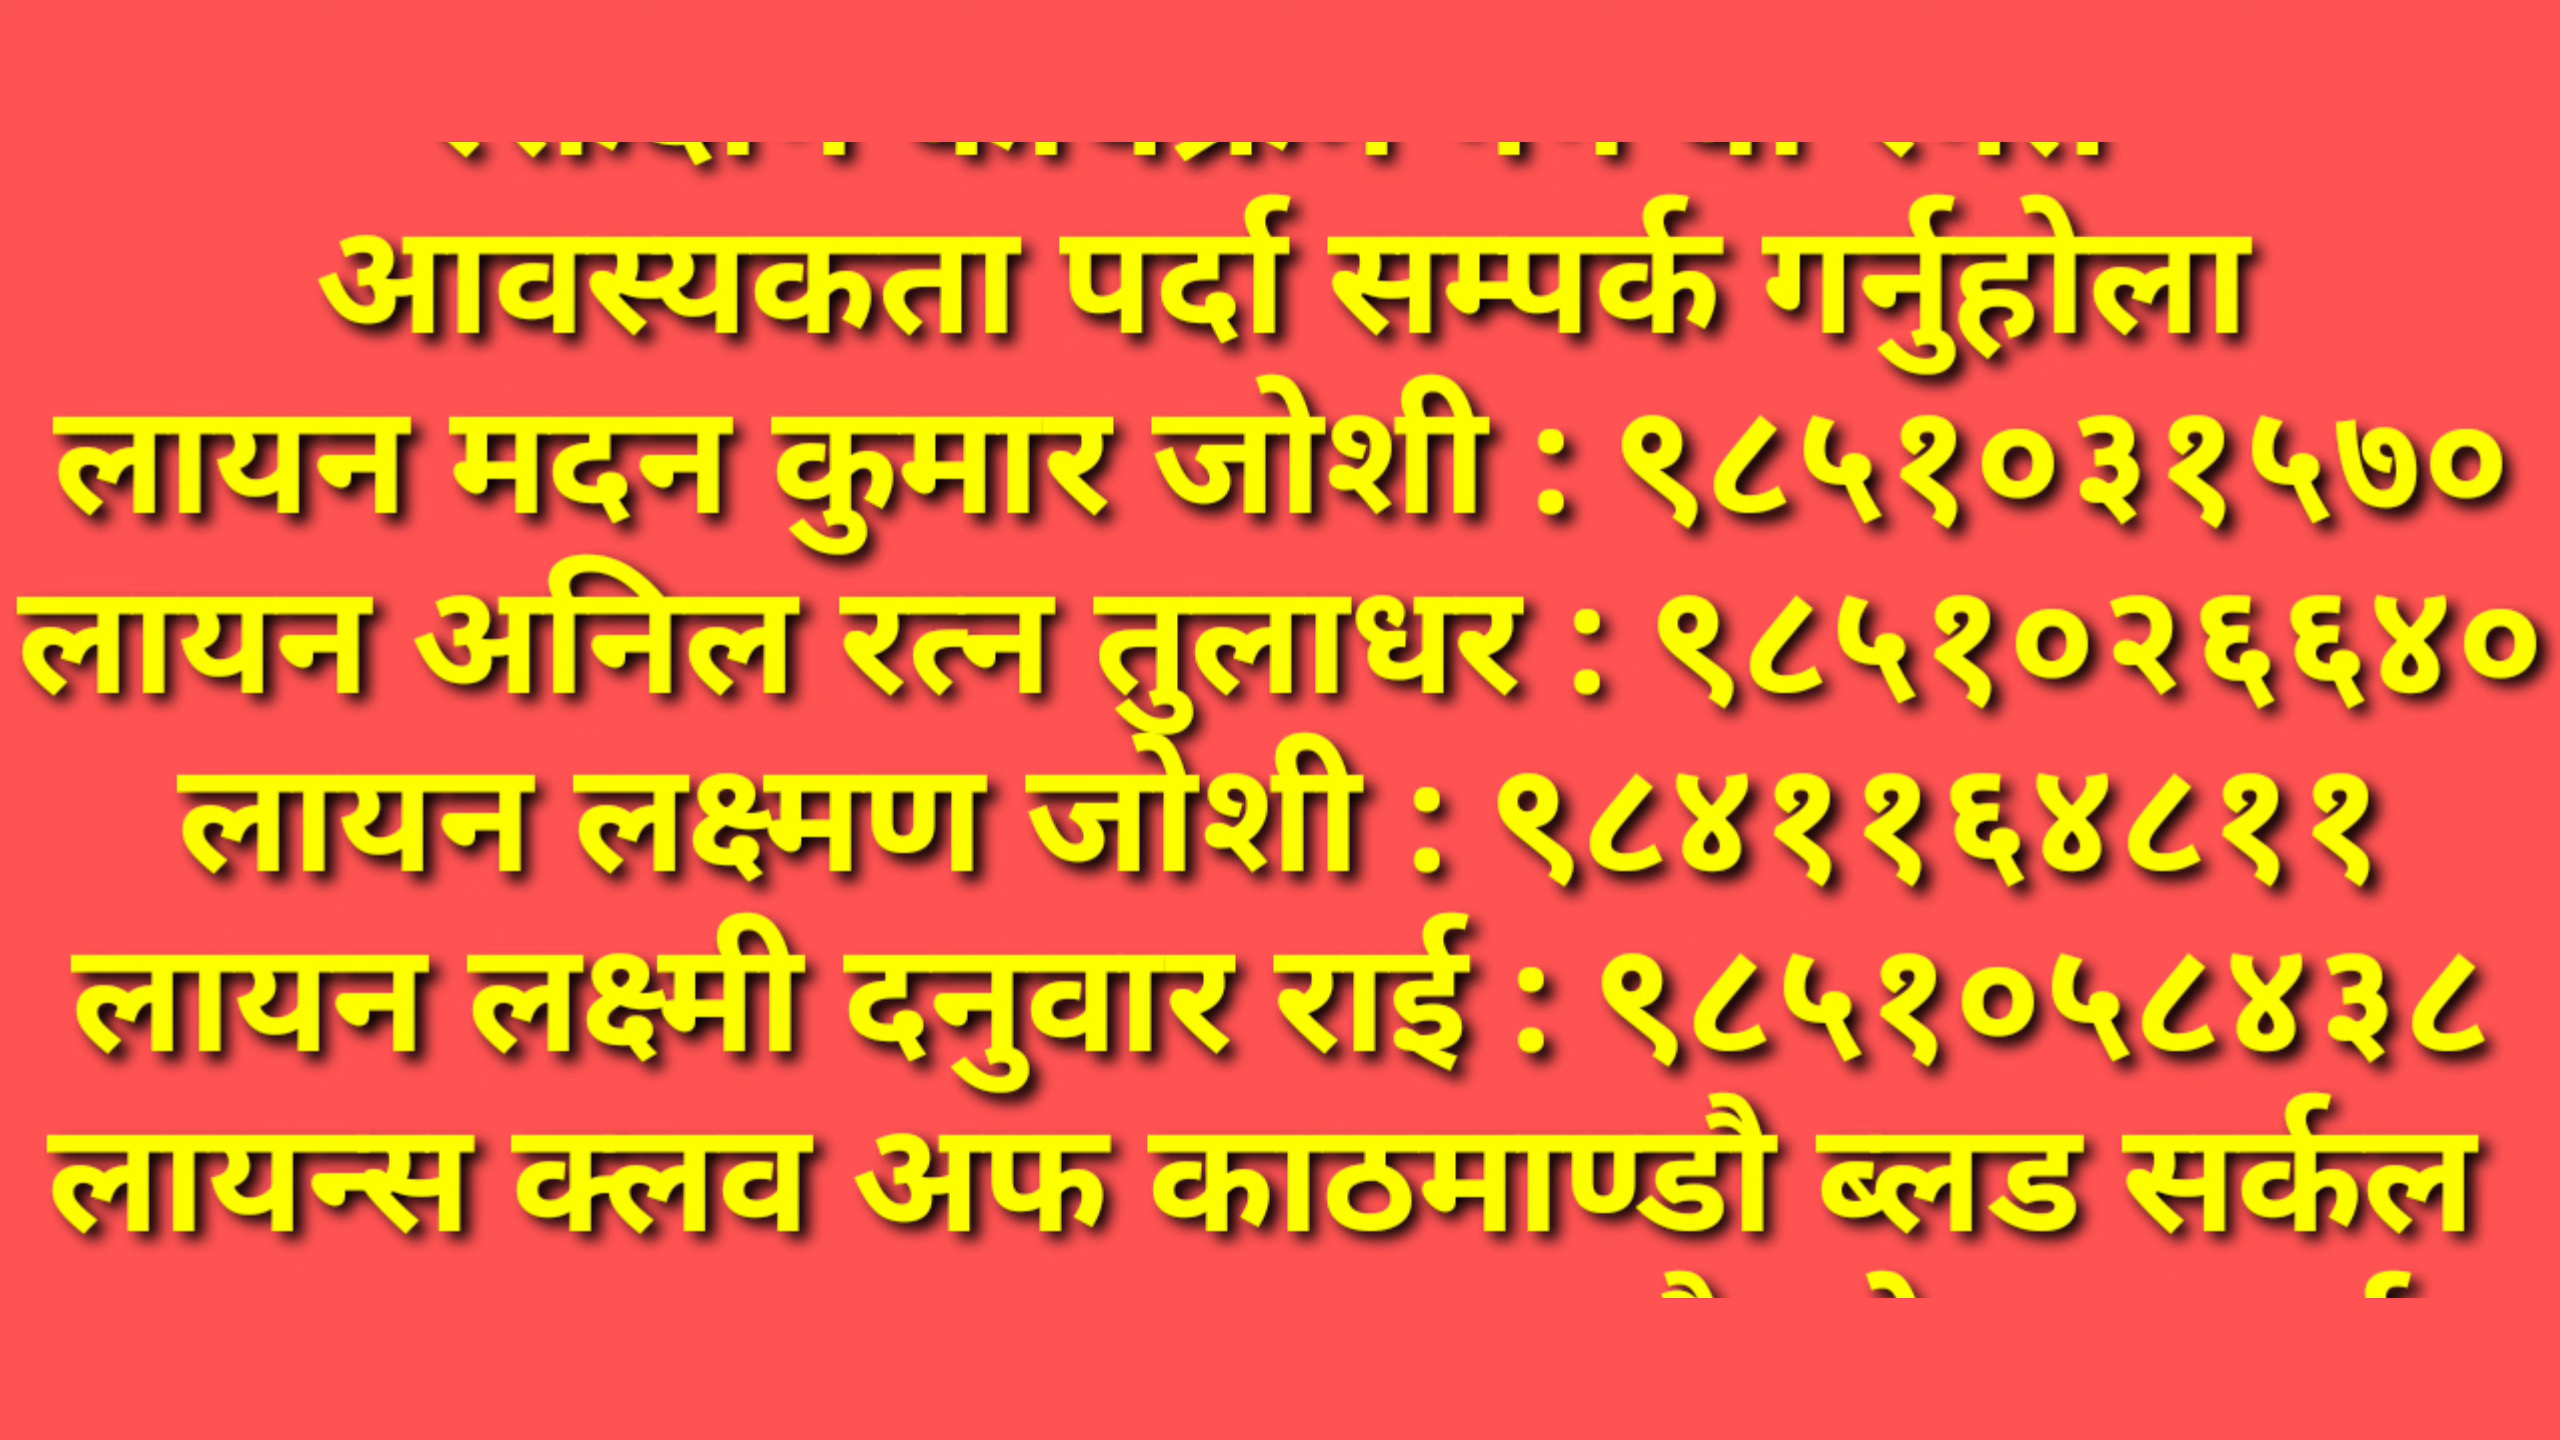 आवस्यकता पर्दा सम्पर्क गर्नुहोला
लायन मदन कुमार जोशी : ९८५१०३१५७०
लायन अनिल रत्न तुलाधर : ९८५१०२६६४०
लायन लक्ष्मण जोशी : ९८४११६४८११
लायन लक्ष्मी दनुवार राई : ९८५१०५८४३८
लायन्स क्लव अफ काठमाण्डौ ब्लड सर्कल